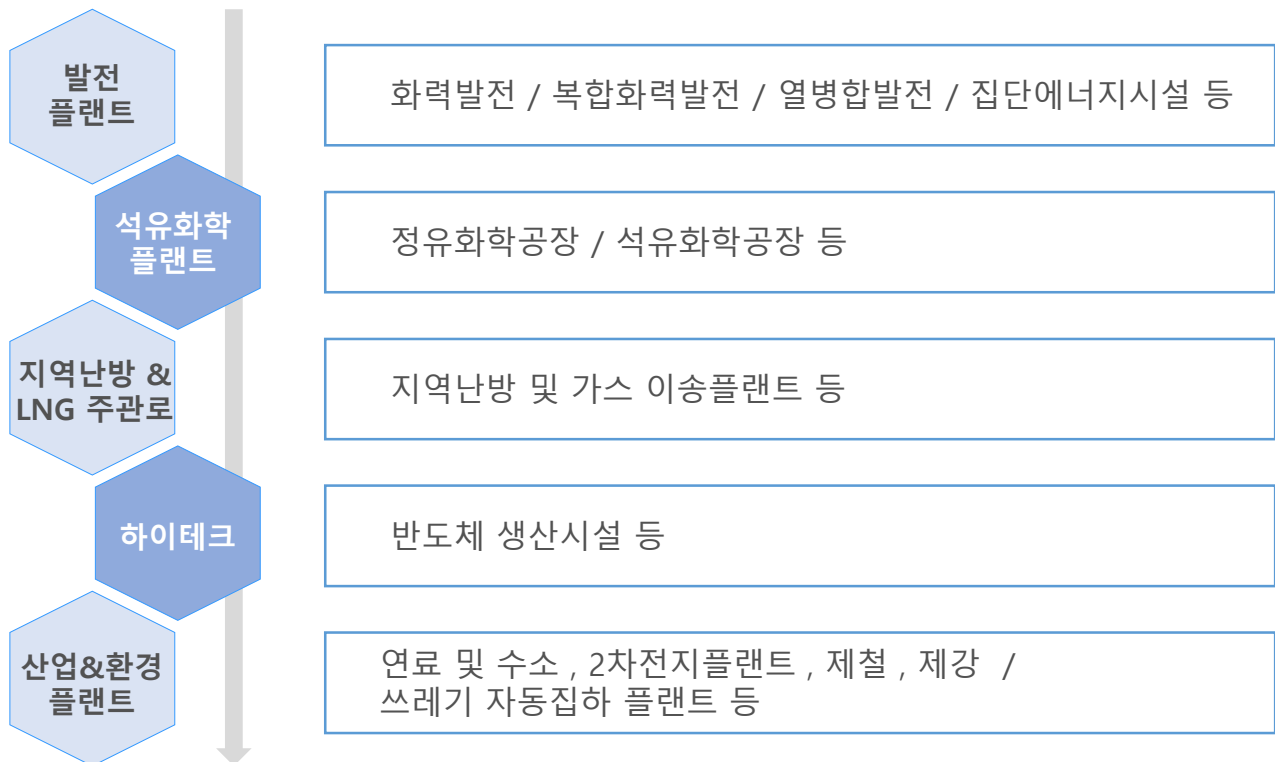 발전
플랜트
화력발전 / 복합화력발전 / 열병합발전 / 집단에너지시설 등
석유화학
플랜트
정유화학공장 / 석유화학공장 등
지역난방 &
LNG 주관로
지역난방 및 가스 이송플랜트 등
하이테크
반도체 생산시설 등
산업&환경
플랜트
연료 및 수소 , 2차전지플랜트 , 제철 , 제강 /
쓰레기 자동집하 플랜트 등